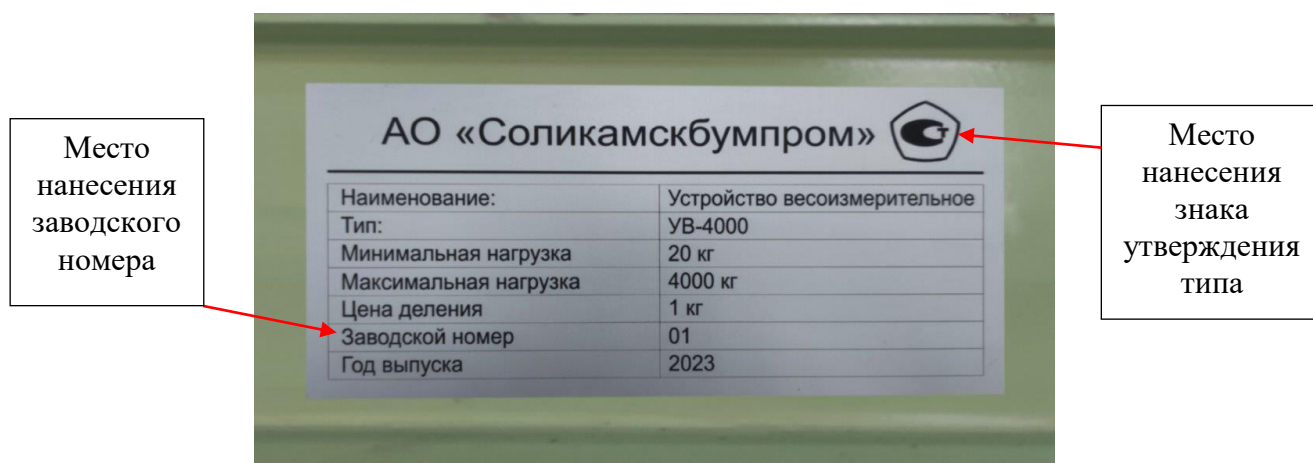 Место
нанесения
заводского
номера
АО «Соликамскбумпром»
Наименование: Устройство весоизмерительное
Тип: УВ-4000
Минимальная нагрузка 20 кг
Максимальная нагрузка 4000 кг
Цена деления 1 кг
Заводской номер 01
Год выпуска 2023
Место
нанесения
знака
утверждения
типа